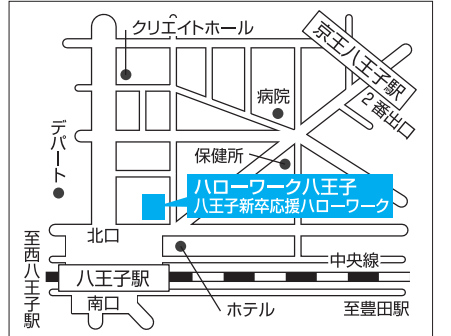 クリエイトホール
京王八王子駅
2番出口
病院
デパート
保健所
ハローワーク八王子
八王子新卒応援ハローワーク
北口
中央線
至西八王子駅
八王子駅
南口
ホテル
至豊田駅